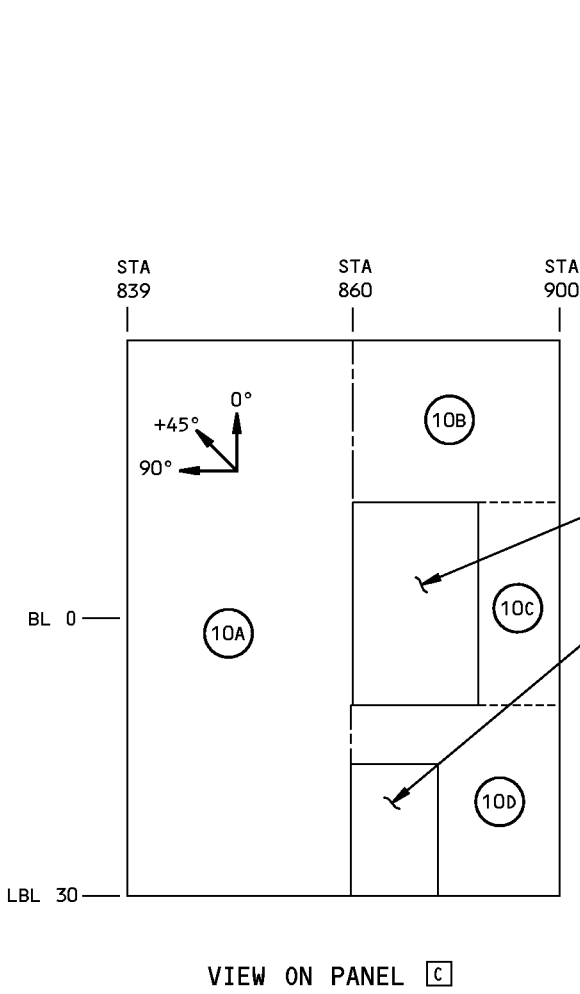 STA STA STA
839 860 900
0°
+45°
10B
90°
10C
BL 0
10A
10D
LBL 30
VIEW ON PANEL C